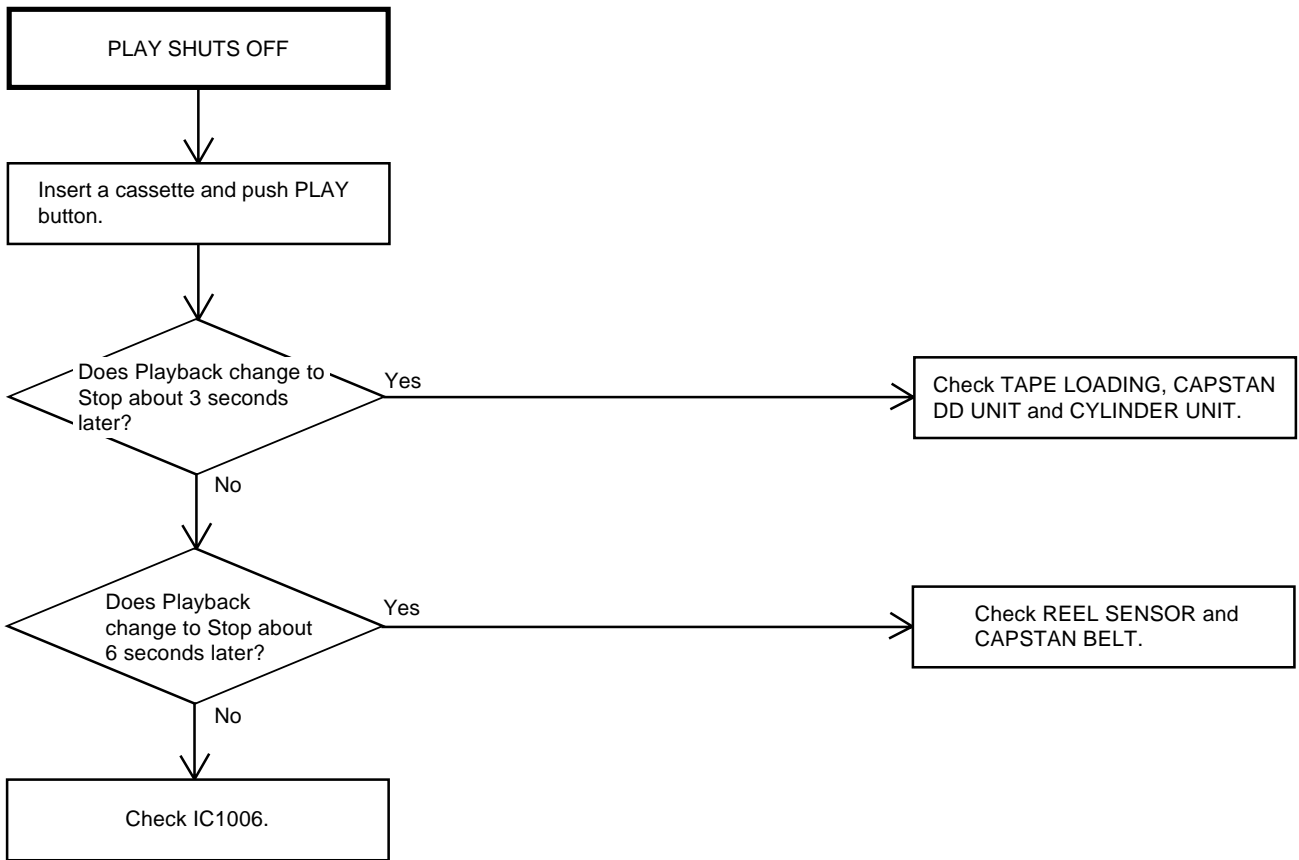 PLAY SHUTS OFF
Insert a cassette and push PLAY
button.
Does Playback change to
Stop about 3 seconds
later?
Yes
Check TAPE LOADING, CAPSTAN
DD UNIT and CYLINDER UNIT.
No
Does Playback
change to Stop about
6 seconds later?
Yes
Check REEL SENSOR and
CAPSTAN BELT.
No
Check IC1006.